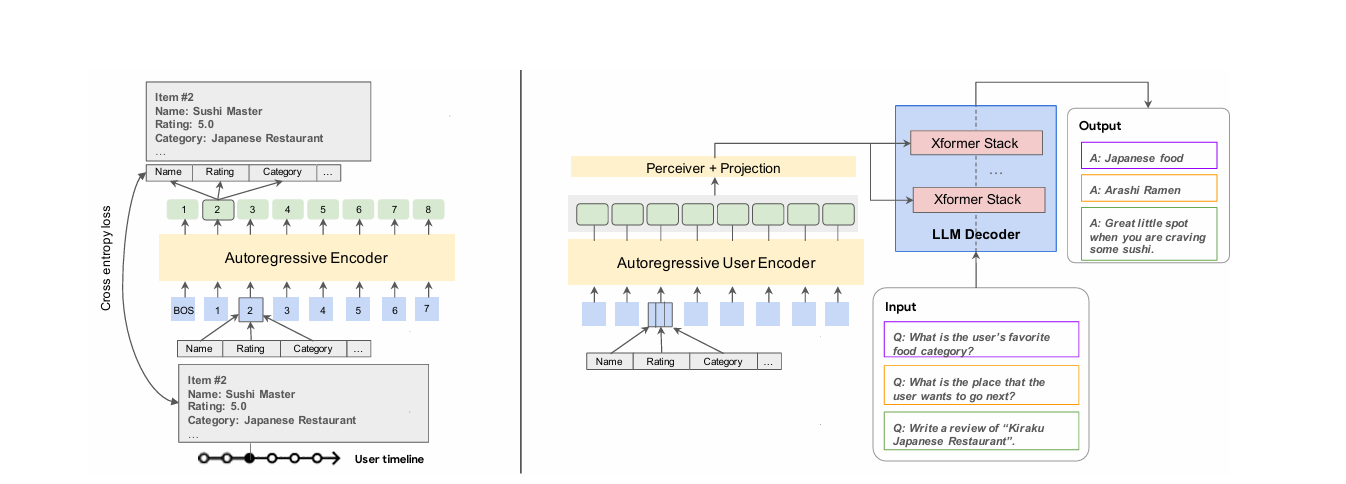 Item #2
Name: Sushi Master
Rating: 5.0
Category: Japanese Restaurant
...
Name Rating Category ...
1 2 3 4 5 6 7 8
Cross entropy loss
Autoregressive Encoder
BOS 1 2 3 4 5 6 7
Name Rating Category ...
Item #2
Name: Sushi Master
Rating: 5.0
Category: Japanese Restaurant
...
User timeline
Perceiver + Projection
Autoregressive User Encoder
Name Rating Category ...
Xformer Stack
...
Xformer Stack
LLM Decoder
Input
Q: What is the user's favorite
food category?
Q: What is the place that the
user wants to go next?
Q: Write a review of “Kiraku
Japanese Restaurant”.
Output
A: Japanese food
A: Arashi Ramen
A: Great little spot
when you are craving
some sushi.